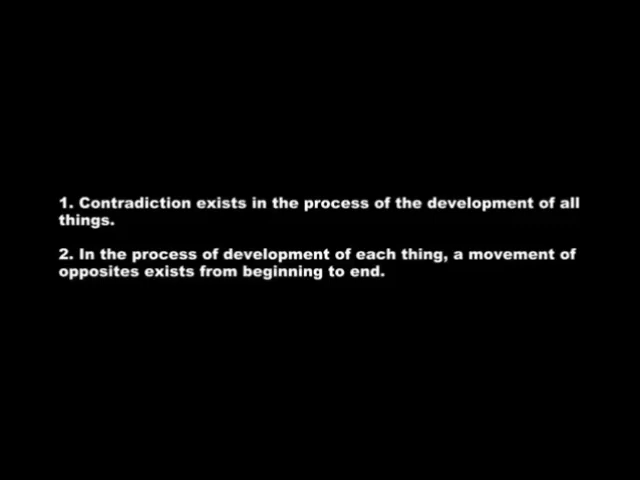 1. Contradiction exists in the process of the development of all
things.
2. In the process of development of each thing, a movement of
opposites exists from beginning to end.